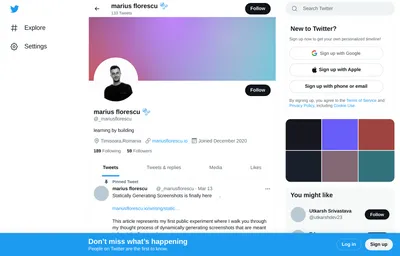 Explore
Settings
marius florescu
120 Tweets
Follow
Follow
marius florescu
@_mariusflorescu
learning by building
Timisoara,Romania mariusflorescu.io Joined December 2020
189 Following 59 Followers
Tweets Tweets & replies Media Likes
Pinned Tweet
marius florescu @_mariusflorescu · Mar 13
Statically Generating Screenshots is finally here
This article represents my first public experiment where I walk you through
my thought process of dynamically generating screenshots that are meant
Search Twitter
New to Twitter?
Sign up now to get your own personalized timeline!
Sign up with Google
Sign up with Apple
Sign up with phone or email
By signing up, you agree to the Terms of Service and
Privacy Policy, including Cookie Use.
You might like
Utkarsh Srivastava
@utkarshdev23
Follow
Follow
Don't miss what's happening
People on Twitter are the first to know.
Log in
Sign up